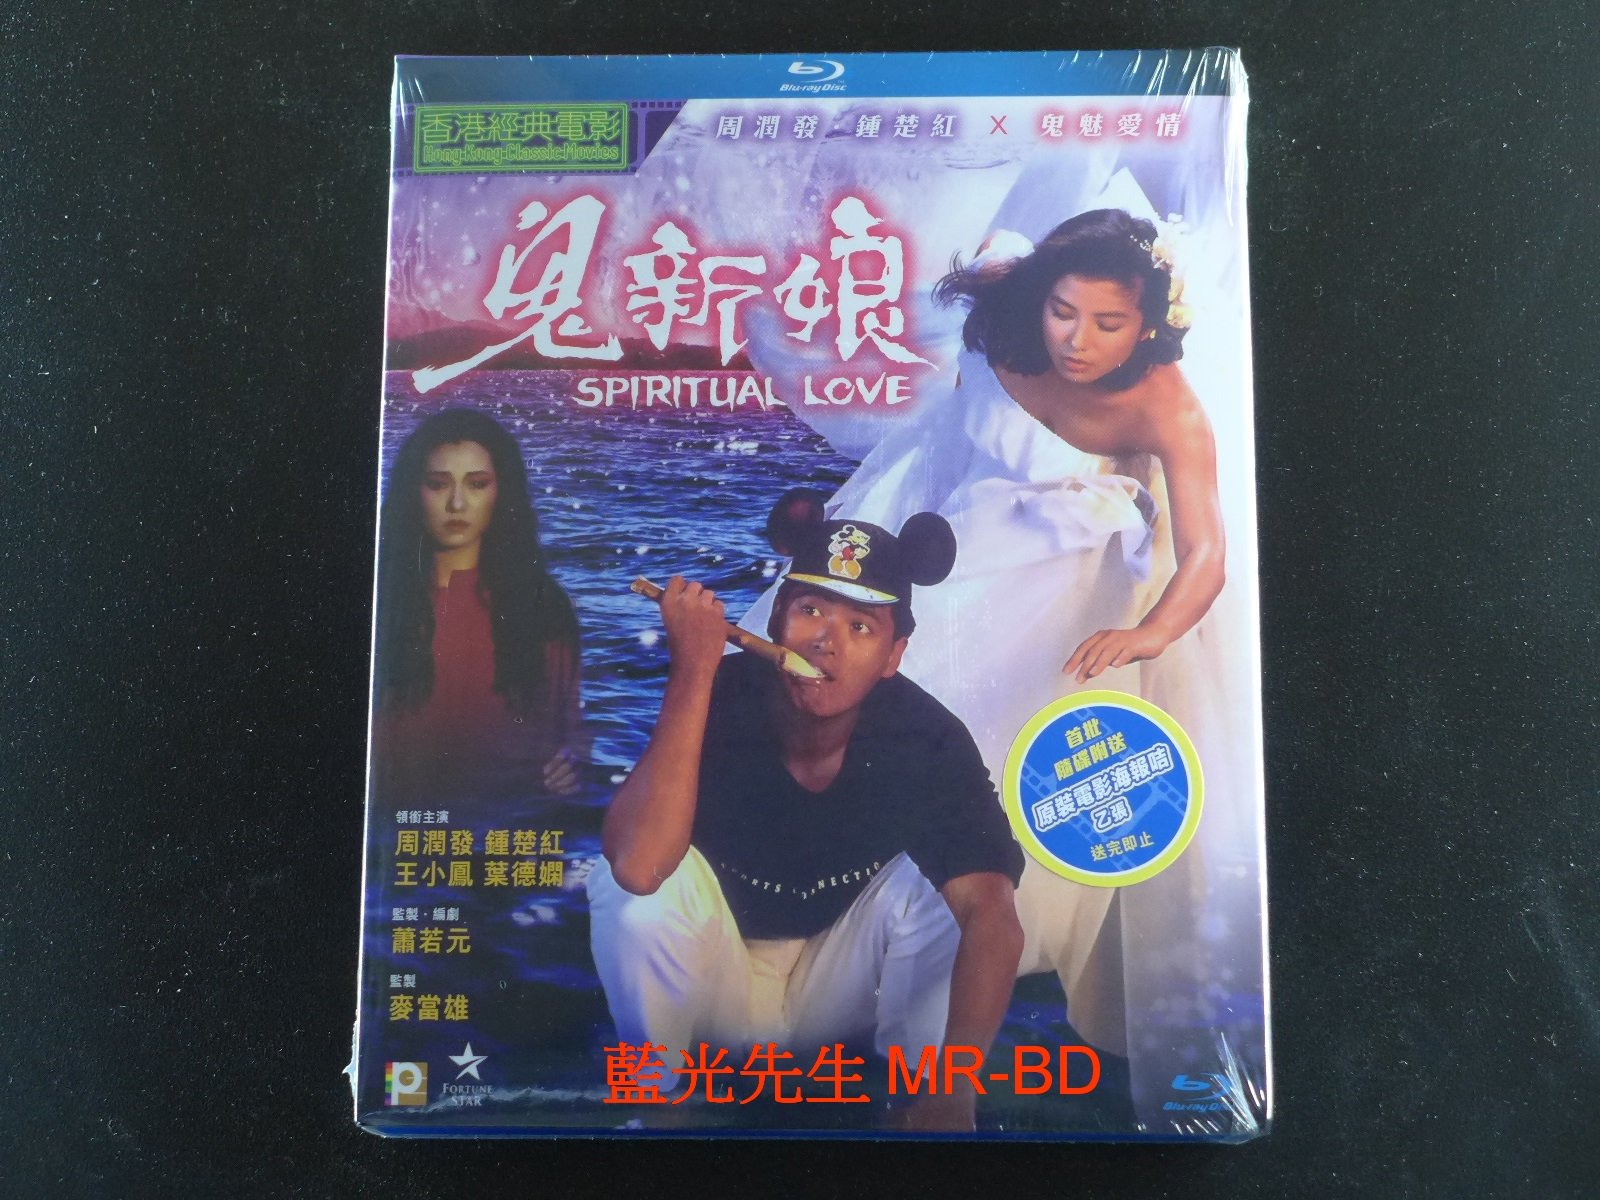 Blu-ray Disc
香港經典電影
Hong Kong Classic Movies
周潤發·鍾楚紅 X 鬼魅愛情
鬼新娘
SPIRITUAL LOVE
首批
隨碟附送
原裝電影海報咭
乙張
送完即止
SPORTS CONNECTION
領銜主演
周潤發 鍾楚紅
王小鳳 葉德嫻
監製·編劇
蕭若元
監製
麥當雄
P
FORTUNE
STAR
藍光先生 MR-BD
Blu-ray Disc